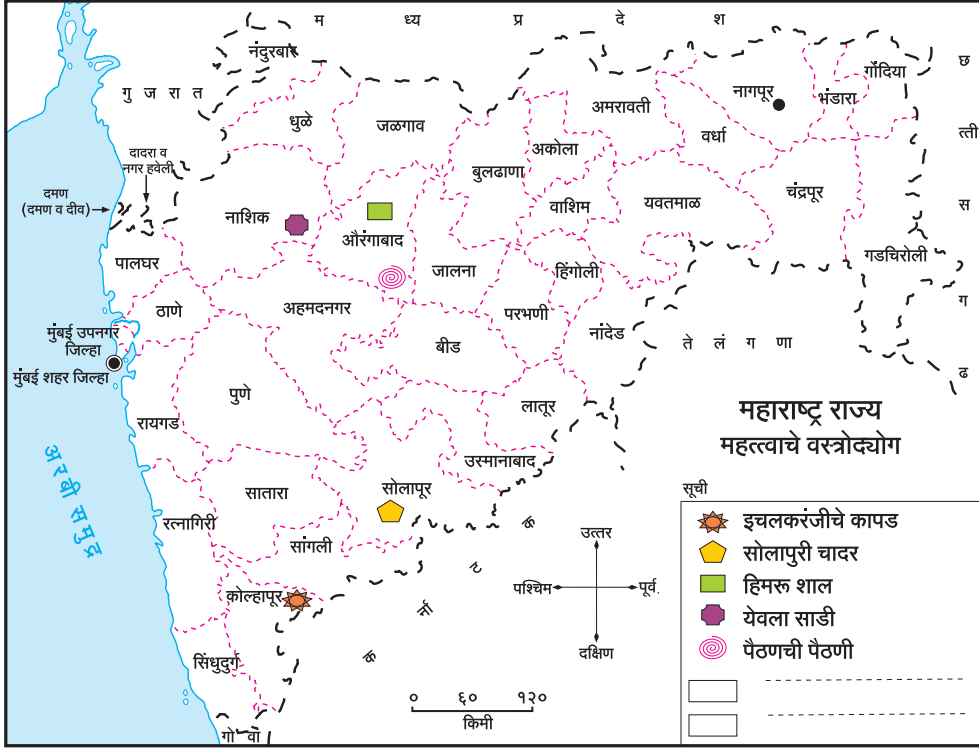 म ध्य प्र दे श
नंदुरबार
गोंदिया
छ
गु ज रा त
नागपूर
भंडारा
अमरावती
धुळे
जळगाव
वर्धा
त्ती
अकोला
बुलढाणा
दादरा व
नगर हवेली
चंद्रपूर
दमण
(दमण व दीव)
नाशिक
वाशिम
यवतमाळ
स
औरंगाबाद
गडचिरोली
पालघर
जालना
हिंगोली
ग
ठाणे
अहमदनगर
परभणी
मुंबई उपनगर
जिल्हा
नांदेड
बीड
ते लं ग णा
मुंबई शहर जिल्हा
ढ
पुणे
रायगड
लातूर
महाराष्ट्र राज्य
महत्त्वाचे वस्त्रोद्योग
उस्मानाबाद
अरबी समुद्र
सातारा
सोलापूर
सूची
रत्नागिरी
सांगली
इचलकरंजीचे कापड
सोलापुरी चादर
हिमरू शाल
येवला साडी
पैठणची पैठणी
उत्तर
पश्चिम
पूर्व.
दक्षिण
कोल्हापूर
क र्ना ट क
सिंधुदुर्ग
० ६० १२०
किमी
गो वा